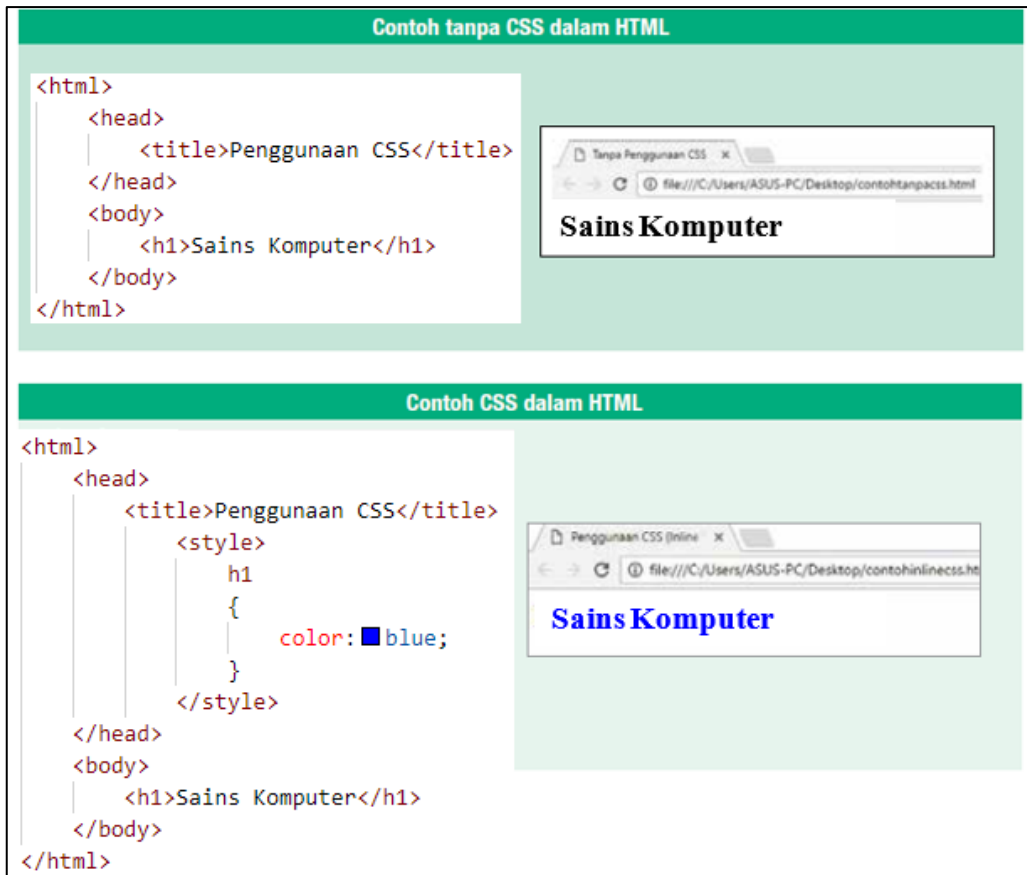 Contoh tanpa CSS dalam HTML
<html>
<head>
<title>Penggunaan CSS</title>
</head>
<body>
<h1>Sains Komputer</h1>
</body>
</html>
Tanpa Penggunaan CSS ×
file:///C:/Users/ASUS-PC/Desktop/contohtanpacss.html
Sains Komputer
Contoh CSS dalam HTML
<html>
<head>
<title>Penggunaan CSS</title>
<style>
h1
{
color: blue;
}
</style>
</head>
<body>
<h1>Sains Komputer</h1>
</body>
</html>
Penggunaan CSS (Inline ×
file:///C:/Users/ASUS-PC/Desktop/contohinlinecss.ht
Sains Komputer